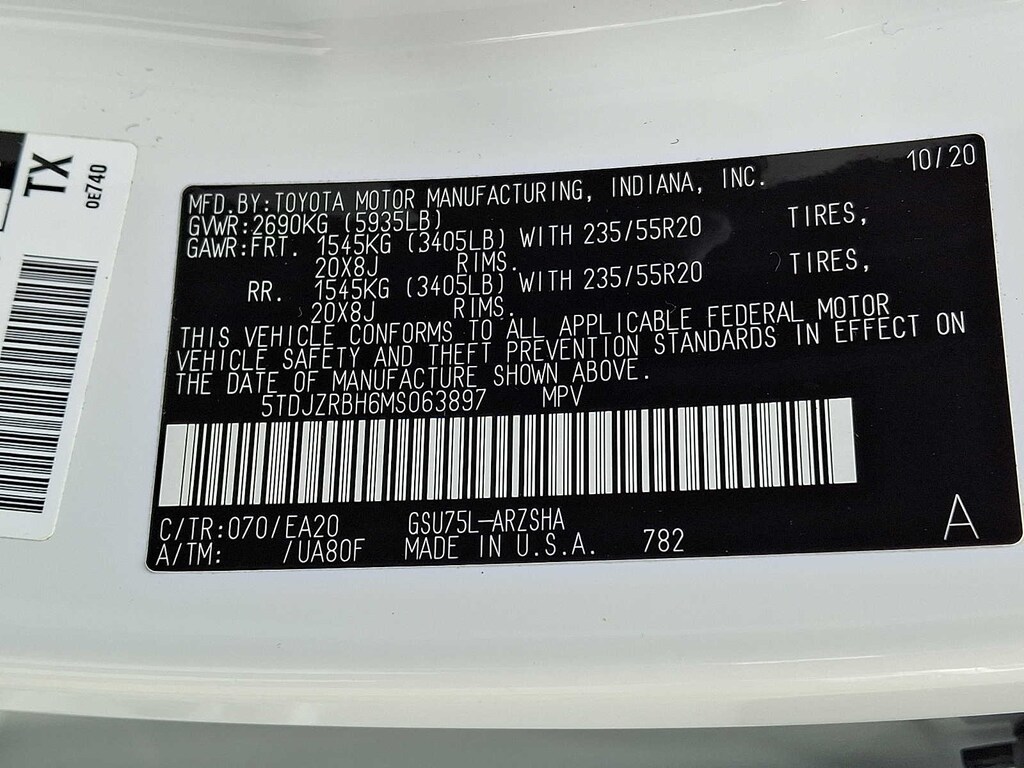 TX
0E740
10/20
MFD.BY:TOYOTA MOTOR MANUFACTURING, INDIANA, INC.
GVWR:2690KG (5935LB)
GAWR:FRT. 1545KG (3405LB) WITH 235/55R20 TIRES,
20X8J RIMS.
RR. 1545KG (3405LB) WITH 235/55R20 TIRES,
20X8J RIMS.
THIS VEHICLE CONFORMS TO ALL APPLICABLE FEDERAL MOTOR
VEHICLE SAFETY AND THEFT PREVENTION STANDARDS IN EFFECT ON
THE DATE OF MANUFACTURE SHOWN ABOVE.
5TDJZRBH6MS063897 MPV
C/TR:070/EA20 GSU75L-ARZSHA
A/TM: /UA80F MADE IN U.S.A. 782
A